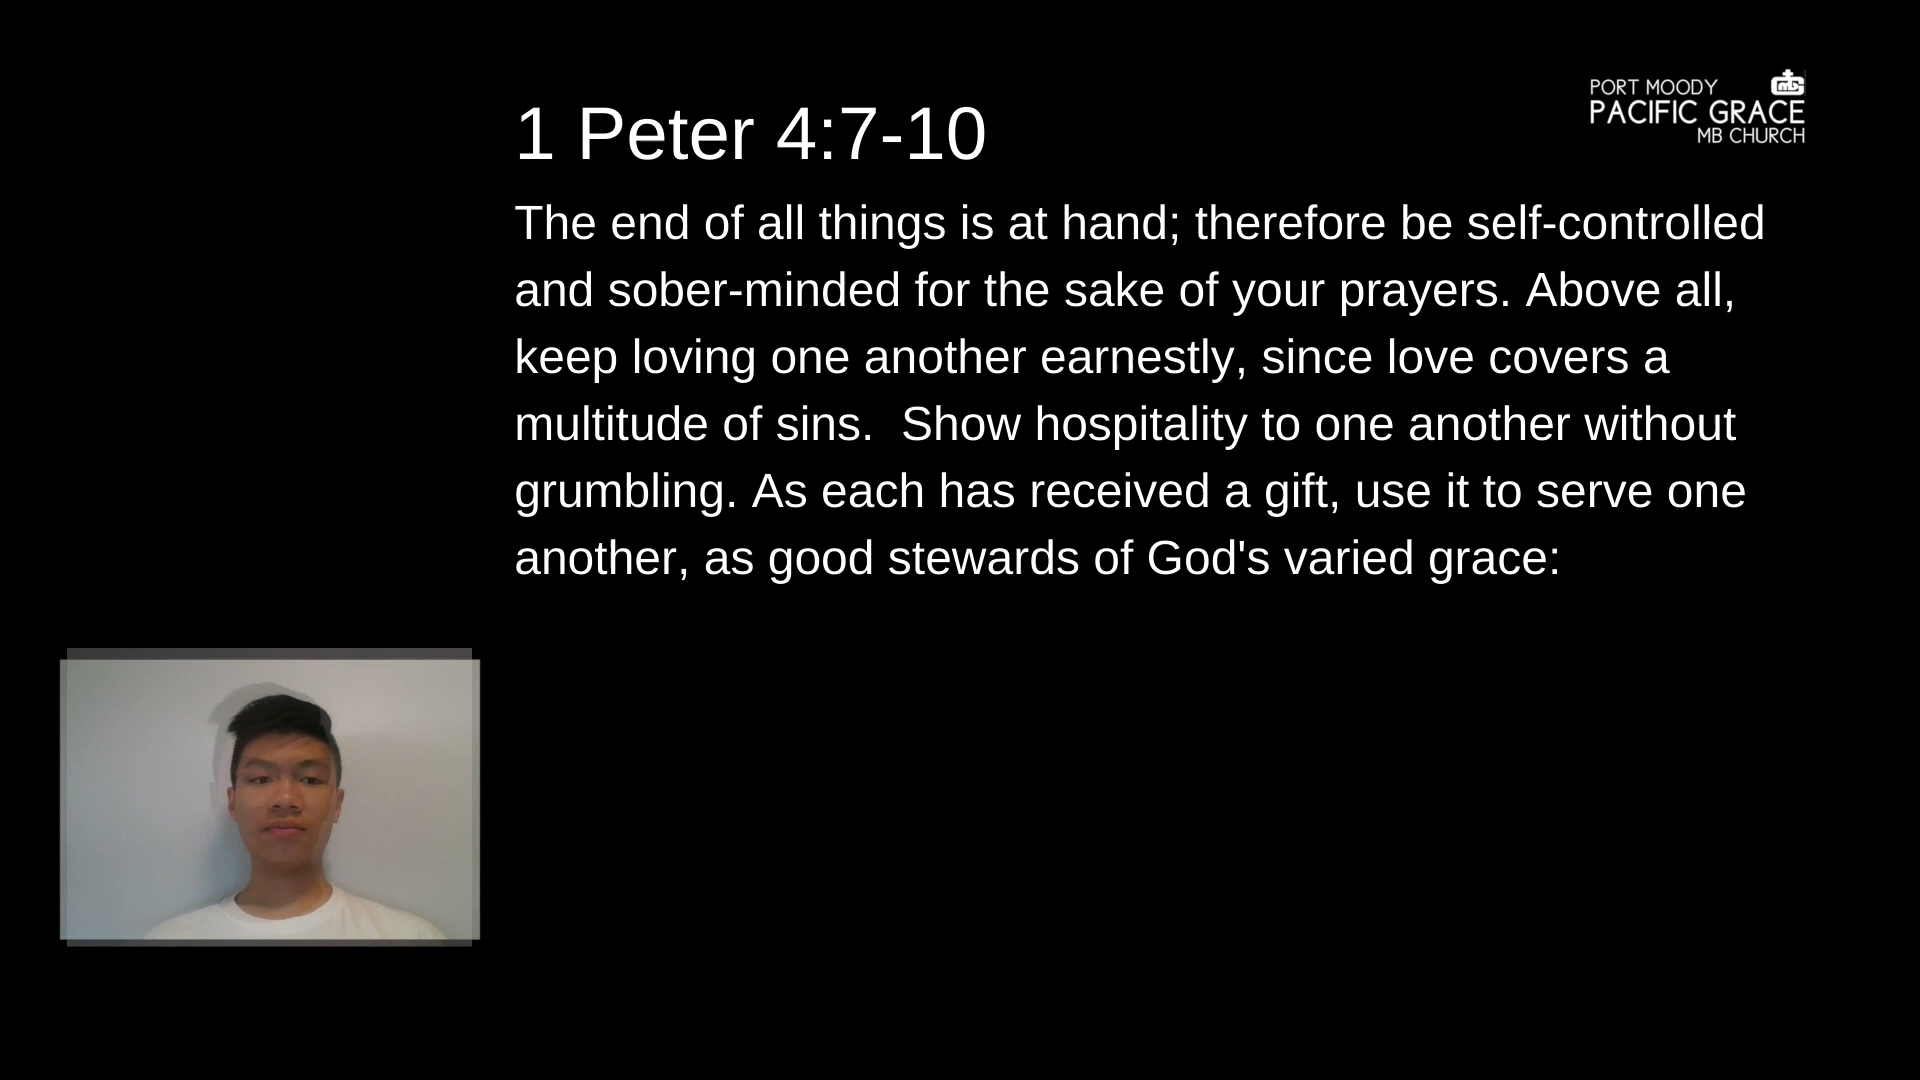 PORT MOODY
PACIFIC GRACE
MB CHURCH
1 Peter 4:7-10
The end of all things is at hand; therefore be self-controlled
and sober-minded for the sake of your prayers. Above all,
keep loving one another earnestly, since love covers a
multitude of sins.  Show hospitality to one another without
grumbling. As each has received a gift, use it to serve one
another, as good stewards of God's varied grace: